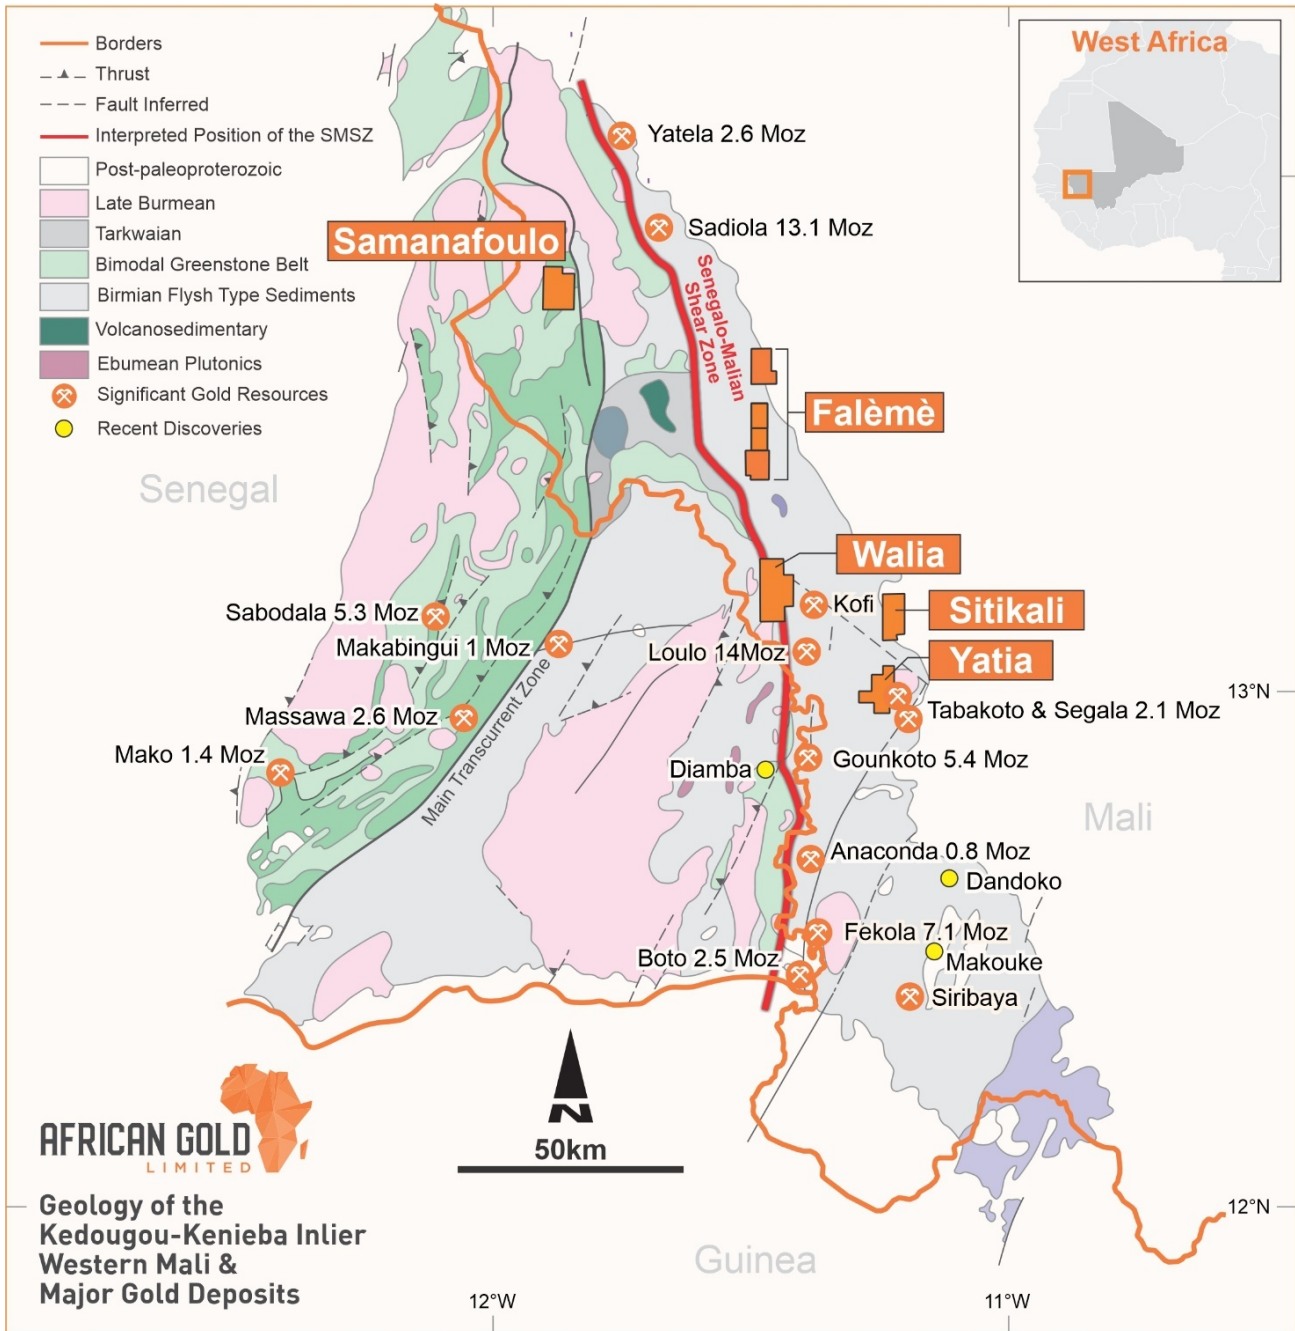 Borders
Thrust
Fault Inferred
Interpreted Position of the SMSZ
Post-paleoproterozoic
Late Burmean
Tarkwaian
Bimodal Greenstone Belt
Birmian Flysh Type Sediments
Volcanosedimentary
Ebumean Plutonics
Significant Gold Resources
Recent Discoveries
West Africa
Yatela 2.6 Moz
Sadiola 13.1 Moz
Samanafoulo
Senegalo-Malian
Shear Zone
Falèmè
Senegal
Walia
Kofi
Sitikali
Sabodala 5.3 Moz
Makabingui 1 Moz
Loulo 14Moz
Yatia
13°N
Massawa 2.6 Moz
Tabakoto & Segala 2.1 Moz
Mako 1.4 Moz
Main Transcurrent Zone
Diamba
Gounkoto 5.4 Moz
Mali
Anaconda 0.8 Moz
Dandoko
Fekola 7.1 Moz
Boto 2.5 Moz
Makouke
Siribaya
N
50km
AFRICAN GOLD
LIMITED
Geology of the
Kedougou-Kenieba Inlier
Western Mali &
Major Gold Deposits
Guinea
12°N
12°W
11°W